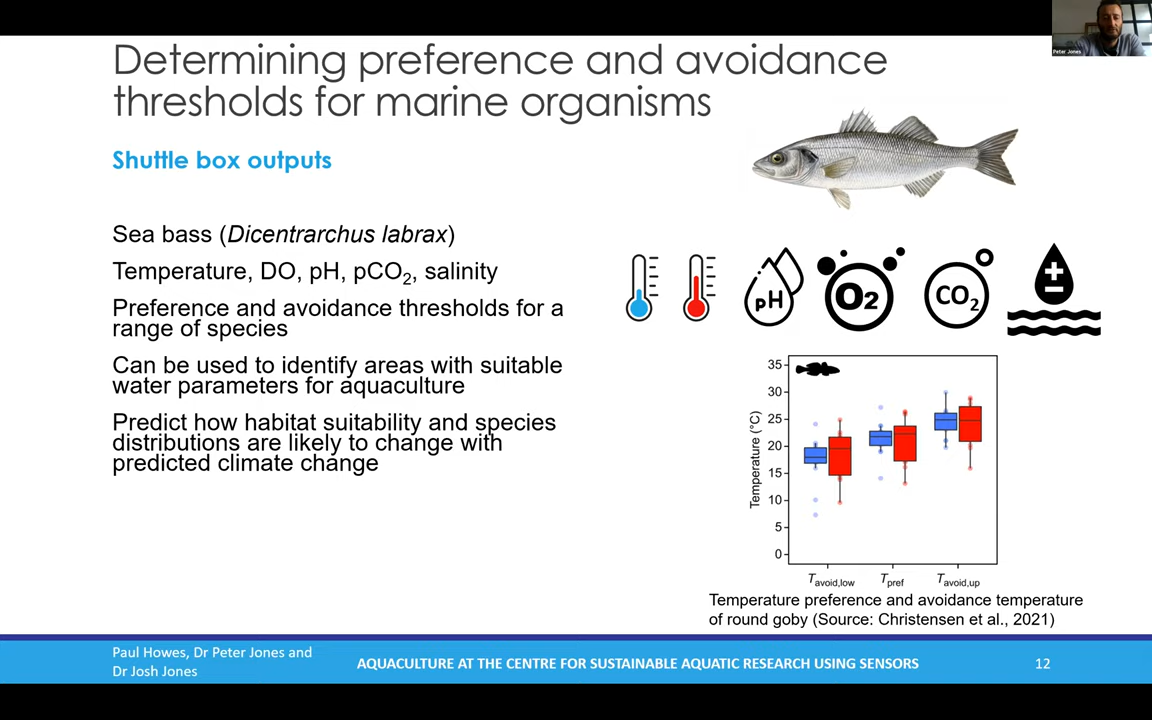 Peter Jones
Determining preference and avoidance
thresholds for marine organisms
Shuttle box outputs
Sea bass (Dicentrarchus labrax)
Temperature, DO, pH, pCO₂, salinity
Preference and avoidance thresholds for a
range of species
Can be used to identify areas with suitable
water parameters for aquaculture
Predict how habitat suitability and species
distributions are likely to change with
predicted climate change
pH
O₂
CO₂
Temperature (°C)
35
30
25
20
15
10
5
0
Tavoid,low Tpref Tavoid,up
Temperature preference and avoidance temperature
of round goby (Source: Christensen et al., 2021)
Paul Howes, Dr Peter Jones and
Dr Josh Jones
AQUACULTURE AT THE CENTRE FOR SUSTAINABLE AQUATIC RESEARCH USING SENSORS
12